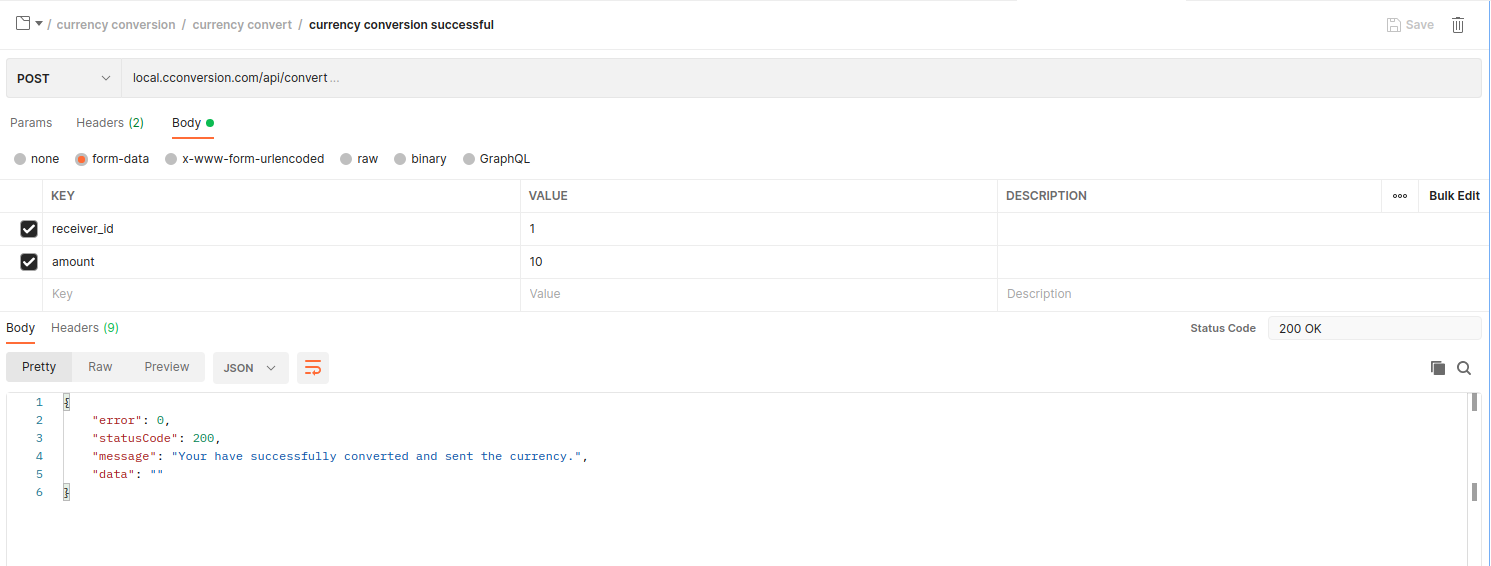 / currency conversion / currency convert / currency conversion successful
Save
POST
local.cconversion.com/api/convert ...
Params Headers (2) Body
none form-data x-www-form-urlencoded raw binary GraphQL
KEY VALUE DESCRIPTION ooo Bulk Edit
receiver_id 1
amount 10
Key Value Description
Body Headers (9) Status Code 200 OK
Pretty Raw Preview JSON
1 {
2 "error": 0,
3 "statusCode": 200,
4 "message": "Your have successfully converted and sent the currency.",
5 "data": ""
6 }